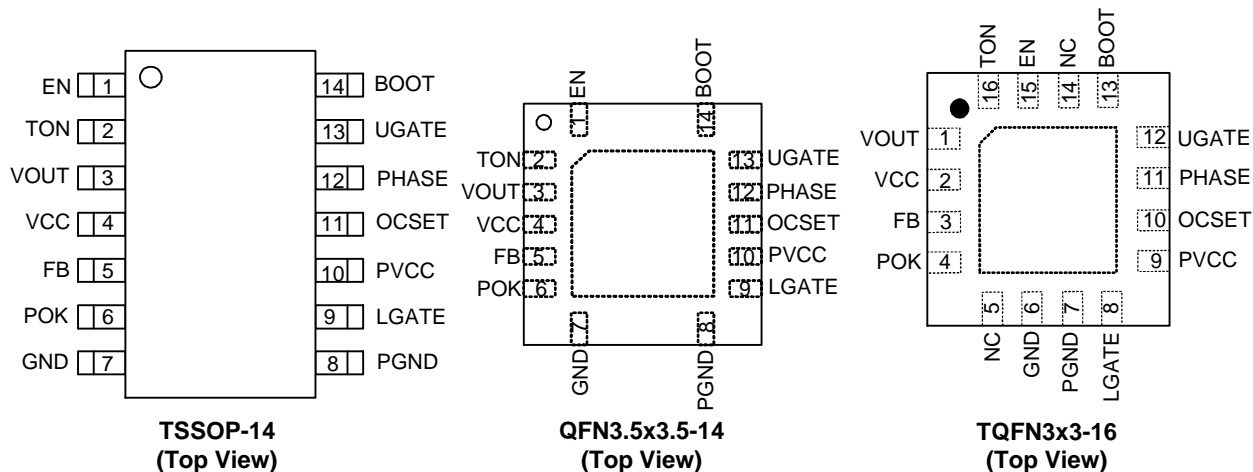 EN 1
TON 2
VOUT 3
VCC 4
FB 5
POK 6
GND 7
14 BOOT
13 UGATE
12 PHASE
11 OCSET
10 PVCC
9 LGATE
8 PGND
TSSOP-14
(Top View)
EN 1
BOOT 14
TON 2
VOUT 3
VCC 4
FB 5
POK 6
13 UGATE
12 PHASE
11 OCSET
10 PVCC
9 LGATE
GND 7
PGND 8
QFN3.5x3.5-14
(Top View)
TON 16
EN 15
NC 14
BOOT 13
VOUT 1
VCC 2
FB 3
POK 4
12 UGATE
11 PHASE
10 OCSET
9 PVCC
NC 5
GND 6
PGND 7
LGATE 8
TQFN3x3-16
(Top View)